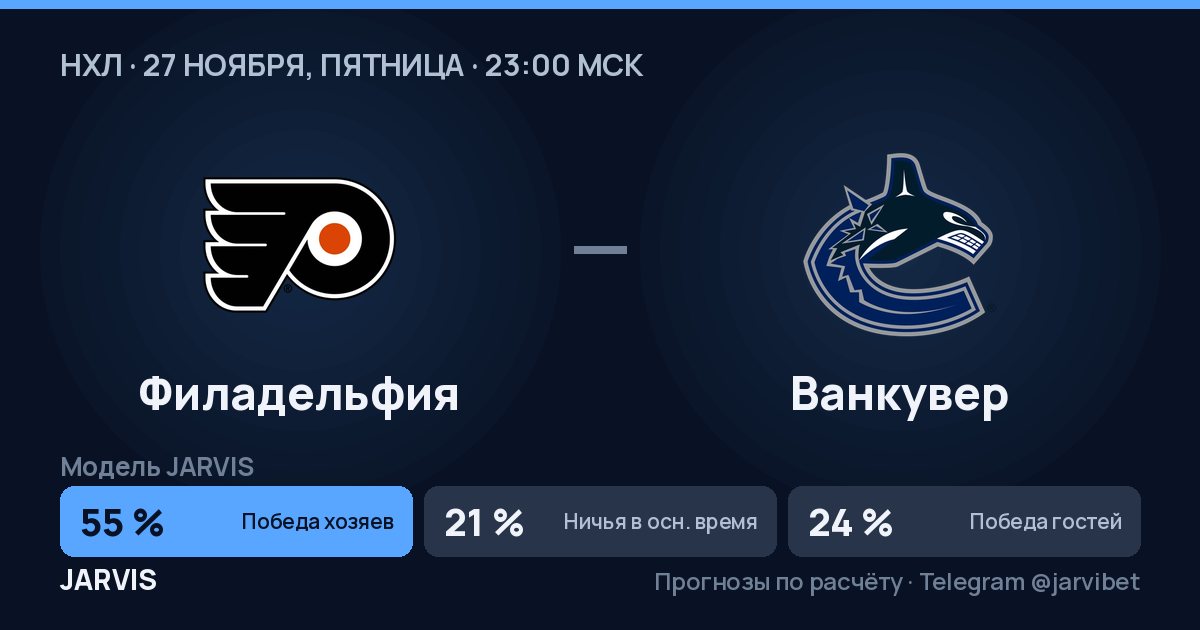 НХЛ · 27 НОЯБРЯ, ПЯТНИЦА · 23:00 МСК
Филадельфия
Ванкувер
Модель JARVIS
55 % Победа хозяев
21 % Ничья в осн. время
24 % Победа гостей
JARVIS
Прогнозы по расчёту · Telegram @jarvibet